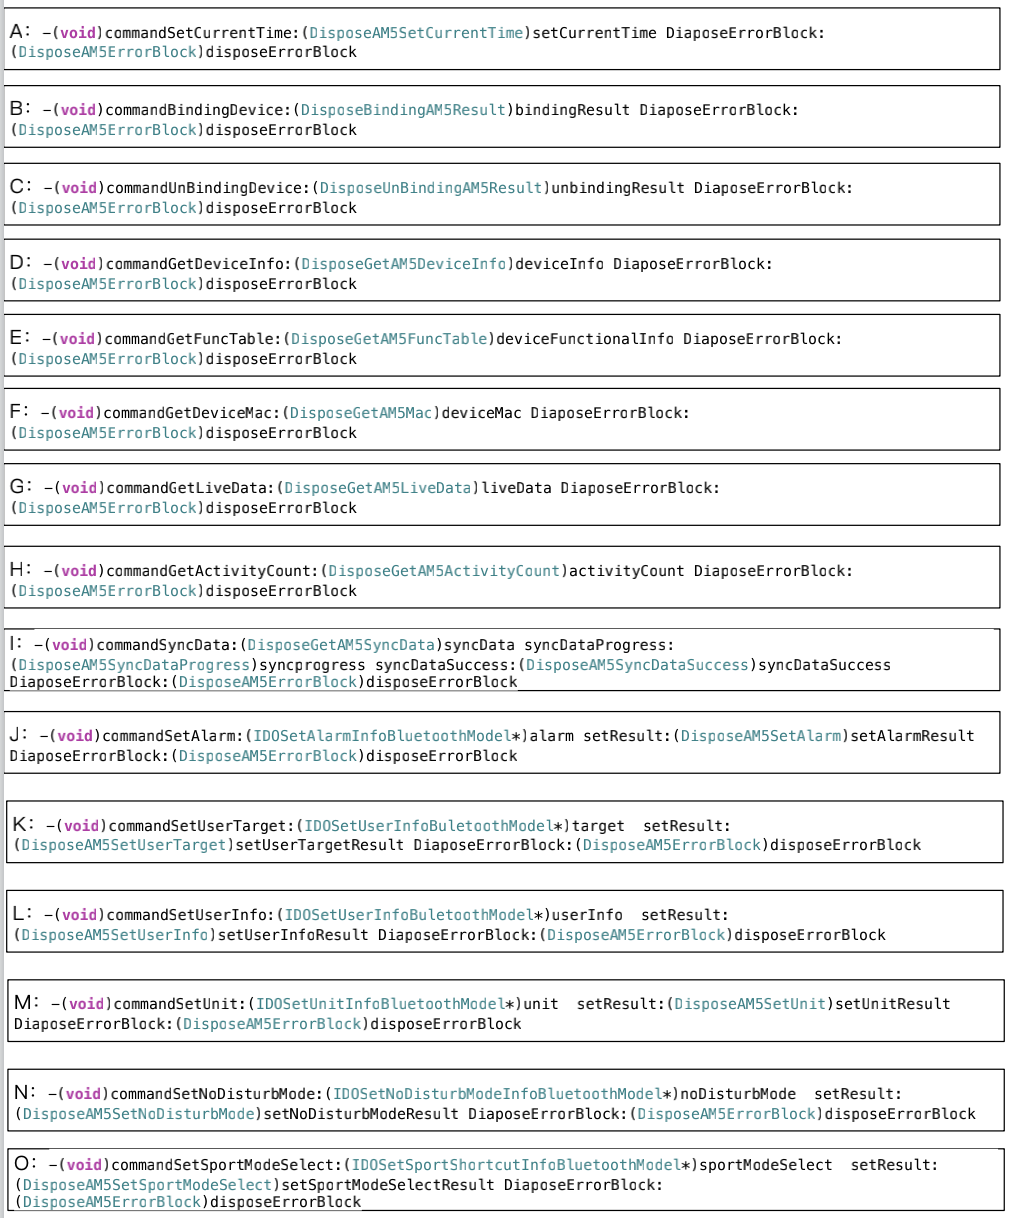 A: -(void)commandSetCurrentTime:(DisposeAM5SetCurrentTime)setCurrentTime DiaposeErrorBlock:
(DisposeAM5ErrorBlock)disposeErrorBlock
B: -(void)commandBindingDevice:(DisposeBindingAM5Result)bindingResult DiaposeErrorBlock:
(DisposeAM5ErrorBlock)disposeErrorBlock
C: -(void)commandUnBindingDevice:(DisposeUnBindingAM5Result)unbindingResult DiaposeErrorBlock:
(DisposeAM5ErrorBlock)disposeErrorBlock
D: -(void)commandGetDeviceInfo:(DisposeGetAM5DeviceInfo)deviceInfo DiaposeErrorBlock:
(DisposeAM5ErrorBlock)disposeErrorBlock
E: -(void)commandGetFuncTable:(DisposeGetAM5FuncTable)deviceFunctionalInfo DiaposeErrorBlock:
(DisposeAM5ErrorBlock)disposeErrorBlock
F: -(void)commandGetDeviceMac:(DisposeGetAM5Mac)deviceMac DiaposeErrorBlock:
(DisposeAM5ErrorBlock)disposeErrorBlock
G: -(void)commandGetLiveData:(DisposeGetAM5LiveData)liveData DiaposeErrorBlock:
(DisposeAM5ErrorBlock)disposeErrorBlock
H: -(void)commandGetActivityCount:(DisposeGetAM5ActivityCount)activityCount DiaposeErrorBlock:
(DisposeAM5ErrorBlock)disposeErrorBlock
I: -(void)commandSyncData:(DisposeGetAM5SyncData)syncData syncDataProgress:
(DisposeAM5SyncDataProgress)syncprogress syncDataSuccess:(DisposeAM5SyncDataSuccess)syncDataSuccess
DiaposeErrorBlock:(DisposeAM5ErrorBlock)disposeErrorBlock
J: -(void)commandSetAlarm:(IDOSetAlarmInfoBluetoothModel*)alarm setResult:(DisposeAM5SetAlarm)setAlarmResult
DiaposeErrorBlock:(DisposeAM5ErrorBlock)disposeErrorBlock
K: -(void)commandSetUserTarget:(IDOSetUserInfoBuletoothModel*)target  setResult:
(DisposeAM5SetUserTarget)setUserTargetResult DiaposeErrorBlock:(DisposeAM5ErrorBlock)disposeErrorBlock
L: -(void)commandSetUserInfo:(IDOSetUserInfoBuletoothModel*)userInfo  setResult:
(DisposeAM5SetUserInfo)setUserInfoResult DiaposeErrorBlock:(DisposeAM5ErrorBlock)disposeErrorBlock
M: -(void)commandSetUnit:(IDOSetUnitInfoBluetoothModel*)unit  setResult:(DisposeAM5SetUnit)setUnitResult
DiaposeErrorBlock:(DisposeAM5ErrorBlock)disposeErrorBlock
N: -(void)commandSetNoDisturbMode:(IDOSetNoDisturbModeInfoBluetoothModel*)noDisturbMode  setResult:
(DisposeAM5SetNoDisturbMode)setNoDisturbModeResult DiaposeErrorBlock:(DisposeAM5ErrorBlock)disposeErrorBlock
O: -(void)commandSetSportModeSelect:(IDOSetSportShortcutInfoBluetoothModel*)sportModeSelect  setResult:
(DisposeAM5SetSportModeSelect)setSportModeSelectResult DiaposeErrorBlock:
(DisposeAM5ErrorBlock)disposeErrorBlock